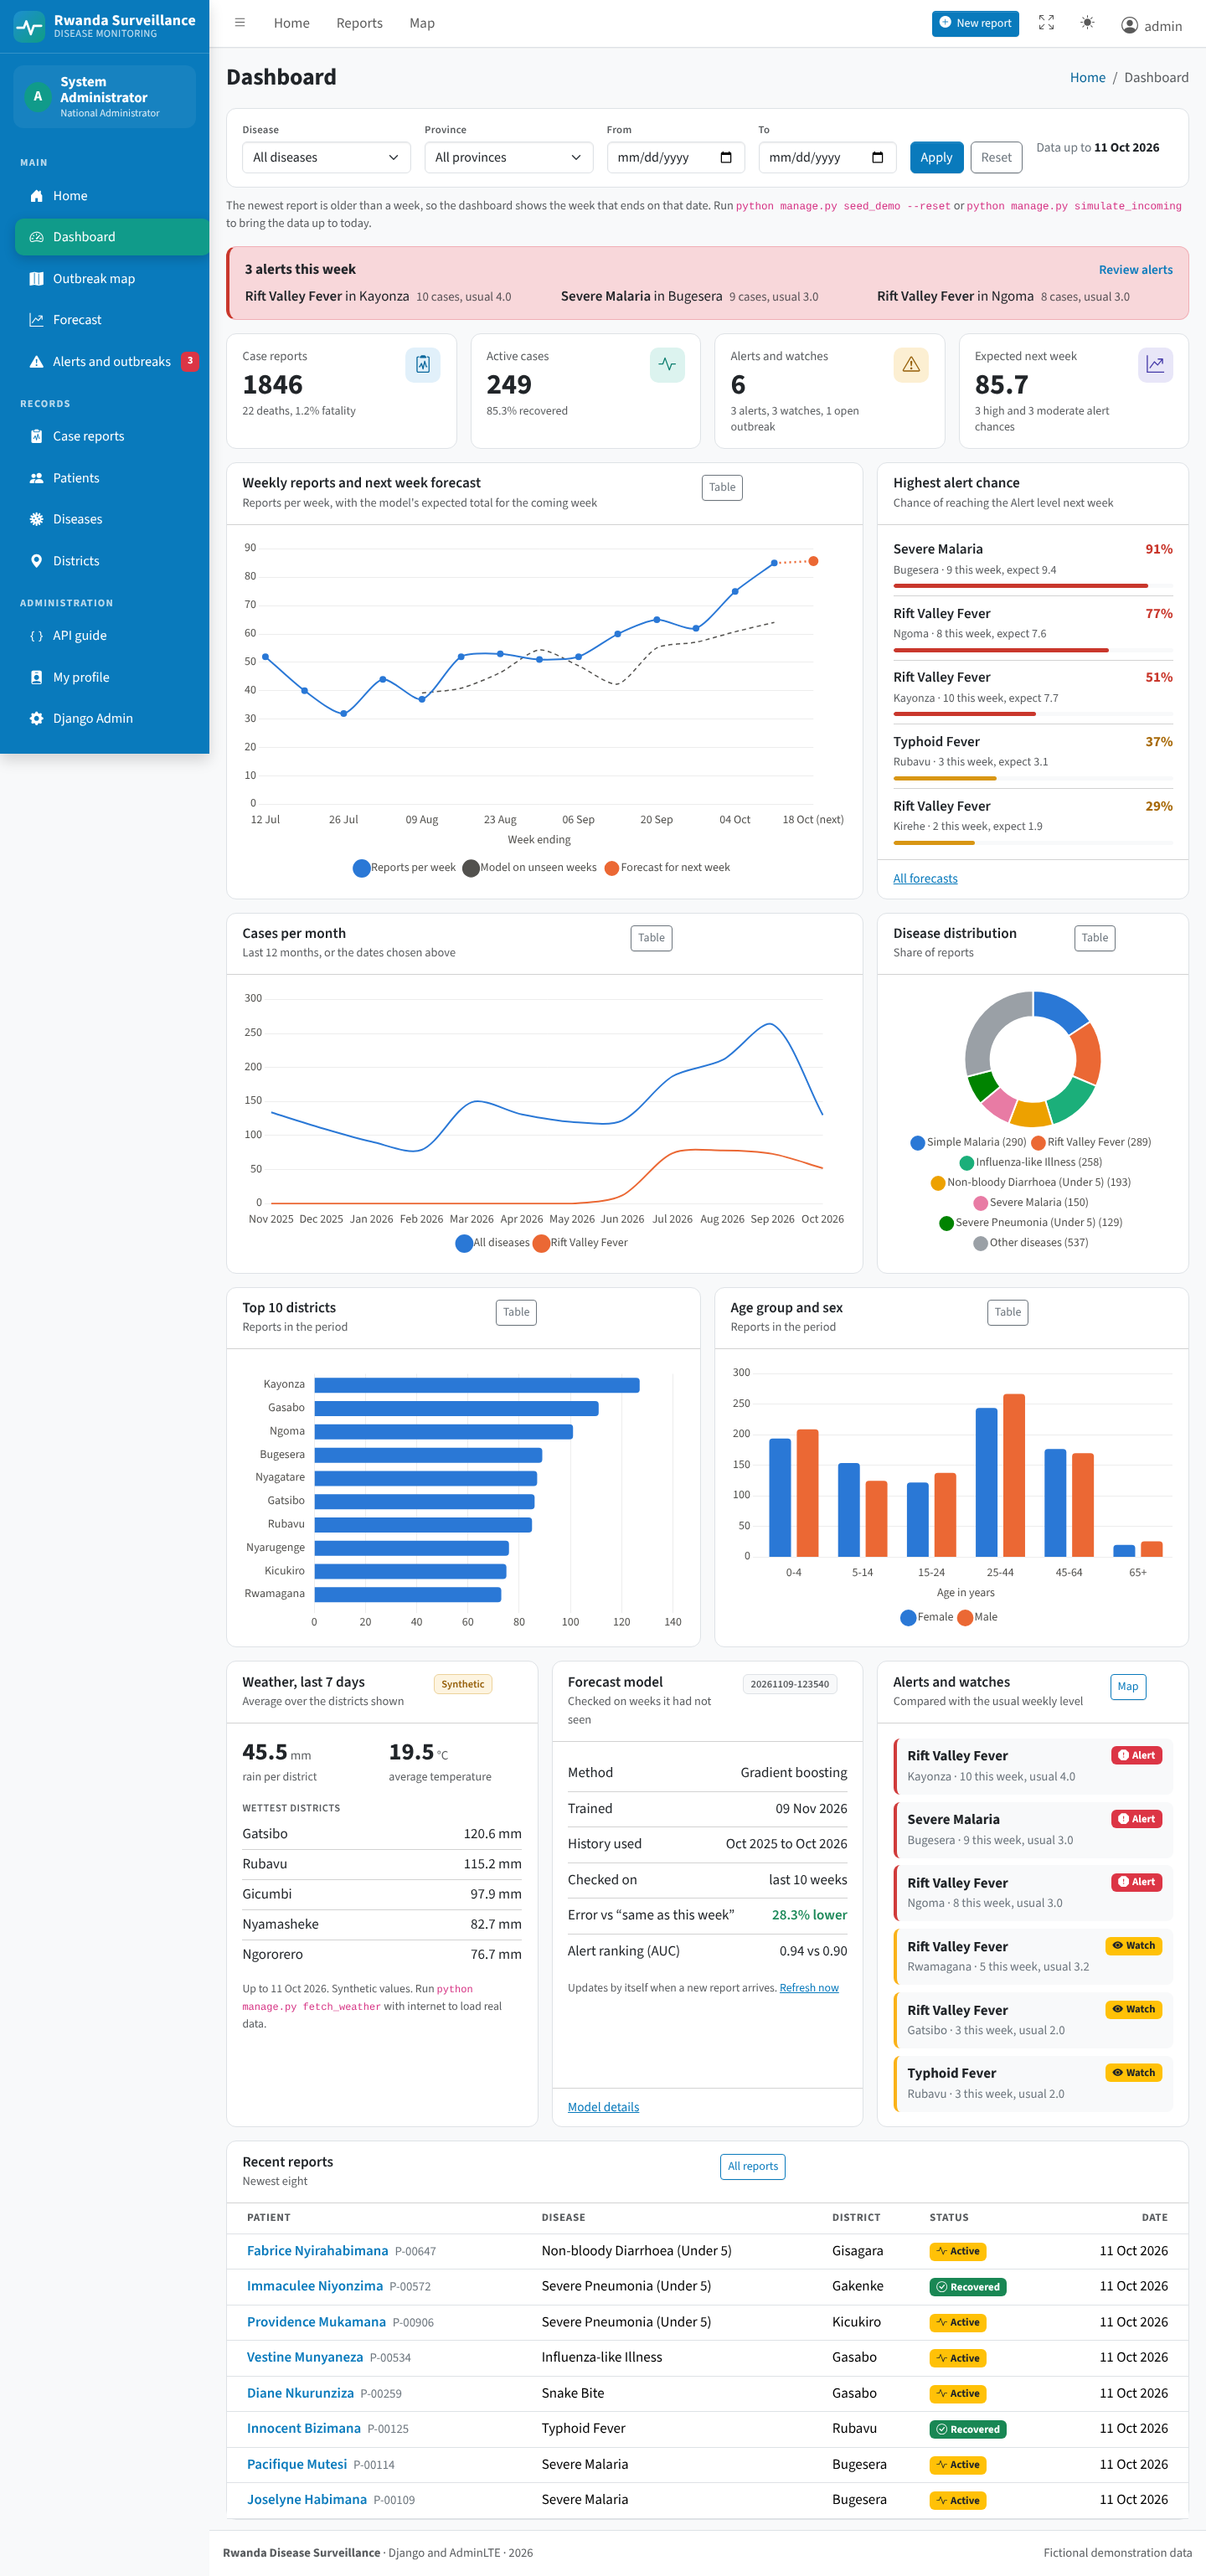 Rwanda Surveillance
DISEASE MONITORING
System
Administrator
National Administrator
A
MAIN
Home
Dashboard
Outbreak map
Forecast
Alerts and outbreaks 3
RECORDS
Case reports
Patients
Diseases
Districts
ADMINISTRATION
API guide
My profile
Django Admin
Home Reports Map
New report
admin
Dashboard
Home / Dashboard
Disease Province From To
All diseases All provinces mm/dd/yyyy mm/dd/yyyy Apply Reset Data up to 11 Oct 2026
The newest report is older than a week, so the dashboard shows the week that ends on that date. Run python manage.py seed_demo --reset or python manage.py simulate_incoming
to bring the data up to today.
3 alerts this week Review alerts
Rift Valley Fever in Kayonza 10 cases, usual 4.0 Severe Malaria in Bugesera 9 cases, usual 3.0 Rift Valley Fever in Ngoma 8 cases, usual 3.0
Case reports
1846
22 deaths, 1.2% fatality
Active cases
249
85.3% recovered
Alerts and watches
6
3 alerts, 3 watches, 1 open
outbreak
Expected next week
85.7
3 high and 3 moderate alert
chances
Weekly reports and next week forecast
Reports per week, with the model's expected total for the coming week
Table
90
80
70
60
50
40
30
20
10
0
12 Jul 26 Jul 09 Aug 23 Aug 06 Sep 20 Sep 04 Oct 18 Oct (next)
Week ending
Reports per week Model on unseen weeks Forecast for next week
Highest alert chance
Chance of reaching the Alert level next week
Severe Malaria 91%
Bugesera · 9 this week, expect 9.4
Rift Valley Fever 77%
Ngoma · 8 this week, expect 7.6
Rift Valley Fever 51%
Kayonza · 10 this week, expect 7.7
Typhoid Fever 37%
Rubavu · 3 this week, expect 3.1
Rift Valley Fever 29%
Kirehe · 2 this week, expect 1.9
All forecasts
Cases per month
Last 12 months, or the dates chosen above
Table
300
250
200
150
100
50
0
Nov 2025 Dec 2025 Jan 2026 Feb 2026 Mar 2026 Apr 2026 May 2026 Jun 2026 Jul 2026 Aug 2026 Sep 2026 Oct 2026
All diseases Rift Valley Fever
Disease distribution
Share of reports
Table
Simple Malaria (290) Rift Valley Fever (289)
Influenza-like Illness (258)
Non-bloody Diarrhoea (Under 5) (193)
Severe Malaria (150)
Severe Pneumonia (Under 5) (129)
Other diseases (537)
Top 10 districts
Reports in the period
Table
Kayonza
Gasabo
Ngoma
Bugesera
Nyagatare
Gatsibo
Rubavu
Nyarugenge
Kicukiro
Rwamagana
0 20 40 60 80 100 120 140
Age group and sex
Reports in the period
Table
300
250
200
150
100
50
0
0-4 5-14 15-24 25-44 45-64 65+
Age in years
Female Male
Weather, last 7 days
Average over the districts shown
Synthetic
45.5 mm 19.5 °C
rain per district average temperature
WETTEST DISTRICTS
Gatsibo 120.6 mm
Rubavu 115.2 mm
Gicumbi 97.9 mm
Nyamasheke 82.7 mm
Ngororero 76.7 mm
Up to 11 Oct 2026. Synthetic values. Run python
manage.py fetch_weather with internet to load real
data.
Forecast model
Checked on weeks it had not
seen
20261109-123540
Method Gradient boosting
Trained 09 Nov 2026
History used Oct 2025 to Oct 2026
Checked on last 10 weeks
Error vs “same as this week” 28.3% lower
Alert ranking (AUC) 0.94 vs 0.90
Updates by itself when a new report arrives. Refresh now
Model details
Alerts and watches
Compared with the usual weekly level
Map
Rift Valley Fever Alert
Kayonza · 10 this week, usual 4.0
Severe Malaria Alert
Bugesera · 9 this week, usual 3.0
Rift Valley Fever Alert
Ngoma · 8 this week, usual 3.0
Rift Valley Fever Watch
Rwamagana · 5 this week, usual 3.2
Rift Valley Fever Watch
Gatsibo · 3 this week, usual 2.0
Typhoid Fever Watch
Rubavu · 3 this week, usual 2.0
Recent reports
Newest eight
All reports
PATIENT DISEASE DISTRICT STATUS DATE
Fabrice Nyirahabimana P-00647 Non-bloody Diarrhoea (Under 5) Gisagara Active 11 Oct 2026
Immaculee Niyonzima P-00572 Severe Pneumonia (Under 5) Gakenke Recovered 11 Oct 2026
Providence Mukamana P-00906 Severe Pneumonia (Under 5) Kicukiro Active 11 Oct 2026
Vestine Munyaneza P-00534 Influenza-like Illness Gasabo Active 11 Oct 2026
Diane Nkurunziza P-00259 Snake Bite Gasabo Active 11 Oct 2026
Innocent Bizimana P-00125 Typhoid Fever Rubavu Recovered 11 Oct 2026
Pacifique Mutesi P-00114 Severe Malaria Bugesera Active 11 Oct 2026
Joselyne Habimana P-00109 Severe Malaria Bugesera Active 11 Oct 2026
Rwanda Disease Surveillance · Django and AdminLTE · 2026 Fictional demonstration data